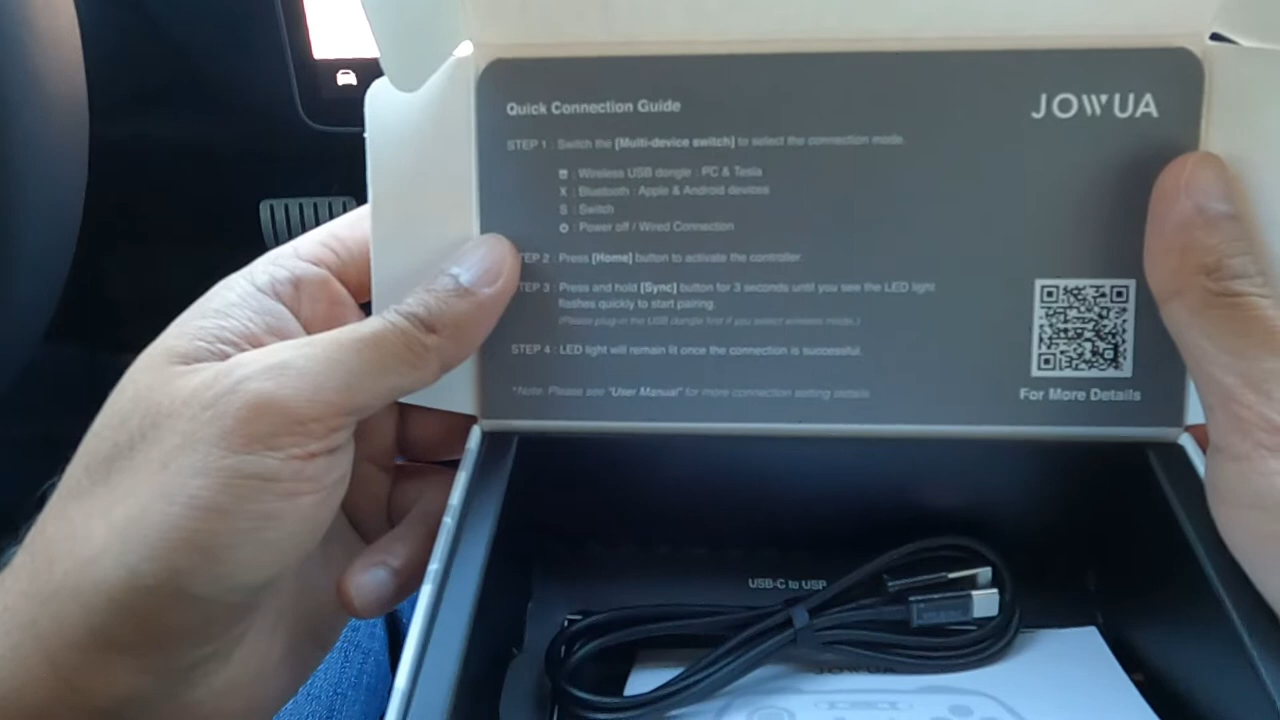 Quick Connection Guide
JOWUA
STEP 1 : Switch the [Multi-device switch] to select the connection mode.
: Wireless USB dongle : PC & Tesla
X : Bluetooth : Apple & Android devices
S : Switch
: Power off / Wired Connection
TEP 2 : Press [Home] button to activate the controller.
TEP 3 : Press and hold [Sync] button for 3 seconds until you see the LED light
flashes quickly to start pairing.
(Please plug-in the USB dongle first if you select wireless mode.)
STEP 4 : LED light will remain lit once the connection is successful.
*Note: Please see "User Manual" for more connection setting details.
For More Details
USB-C to USB
JOWUA